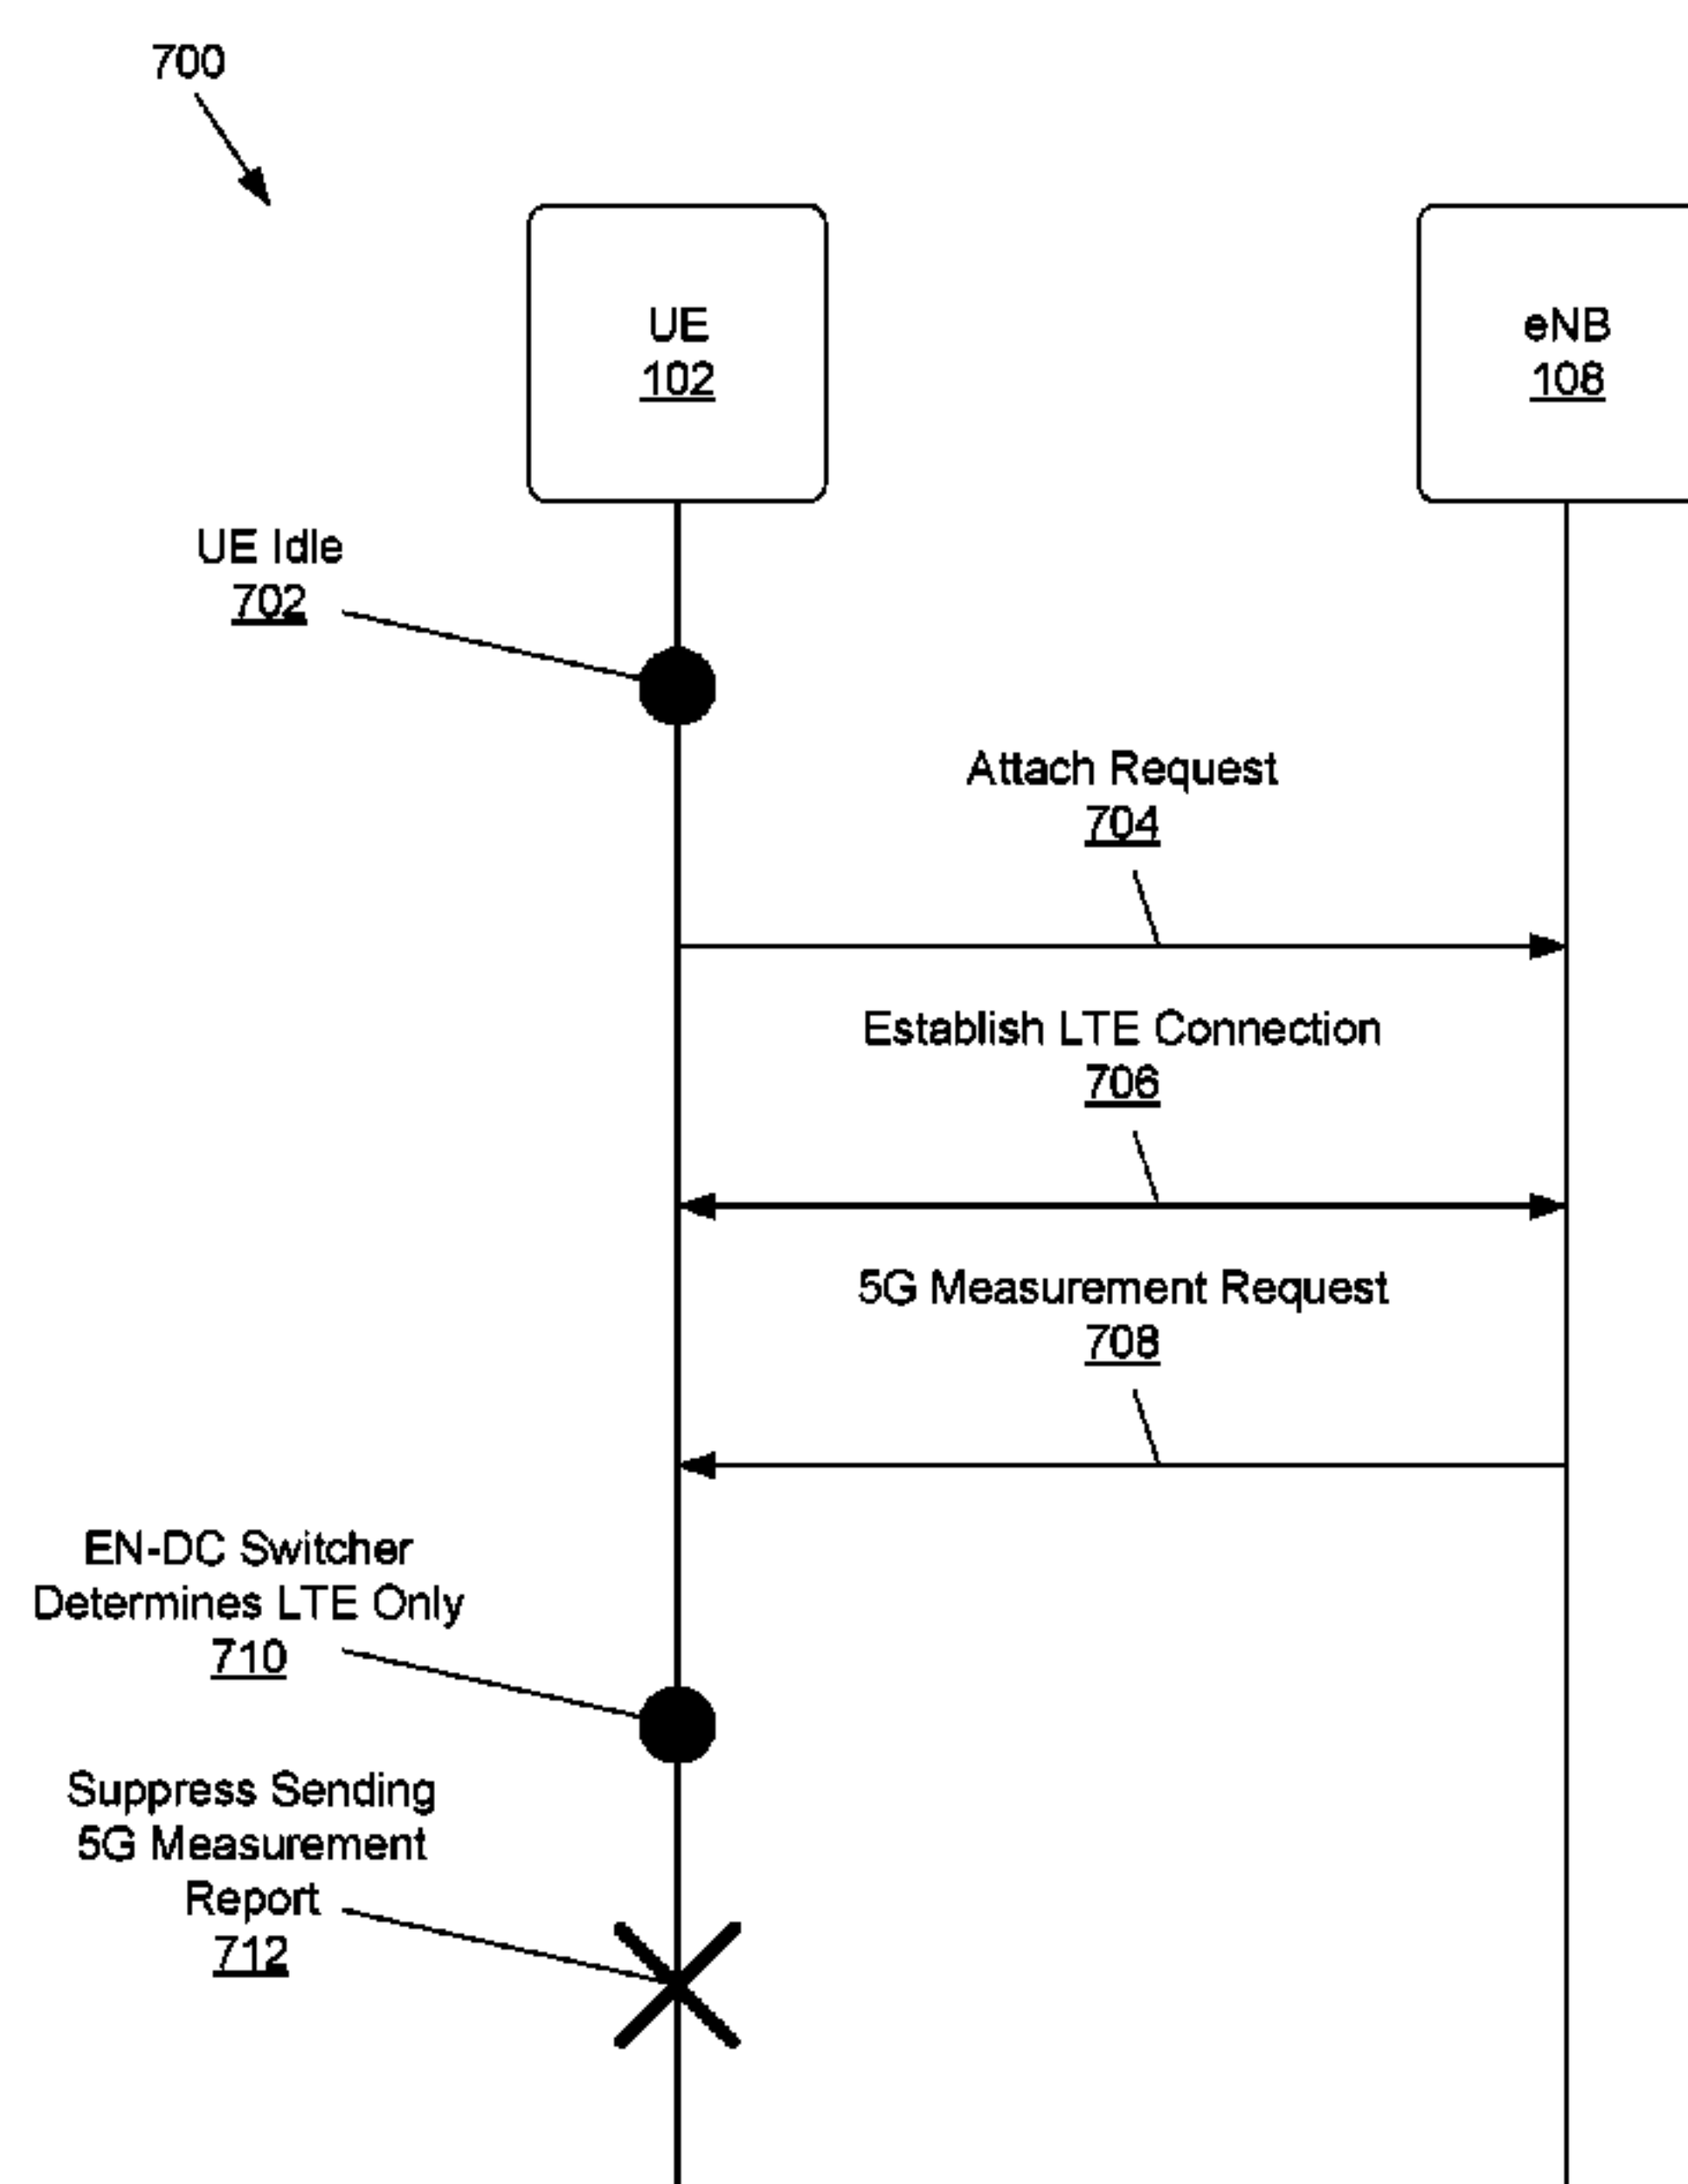 700
UE
102
eNB
108
UE Idle
702
Attach Request
704
Establish LTE Connection
706
5G Measurement Request
708
EN-DC Switcher
Determines LTE Only
710
Suppress Sending
5G Measurement
Report
712